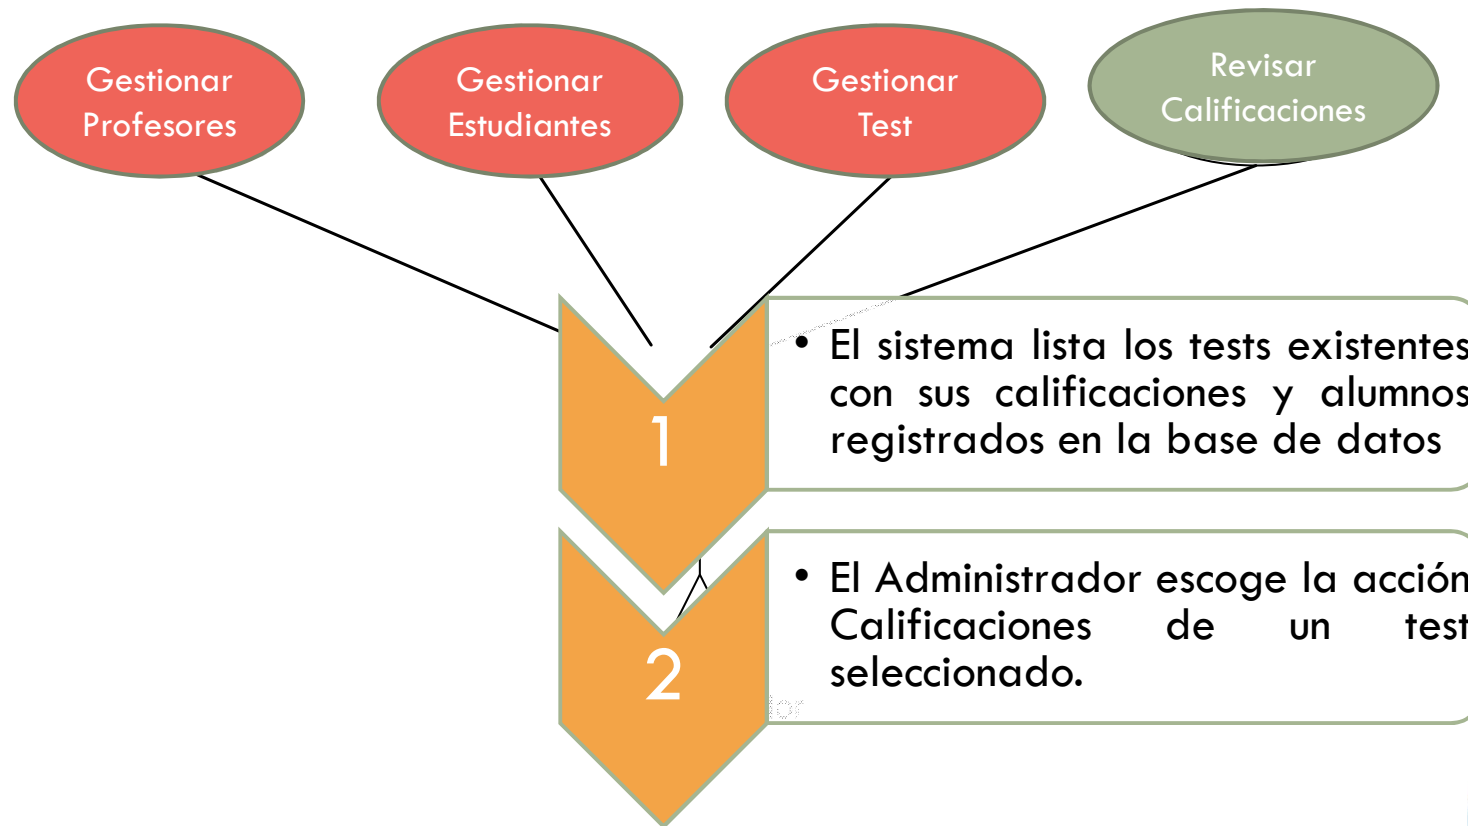 Gestionar
Profesores
Gestionar
Estudiantes
Gestionar
Test
Revisar
Calificaciones
1
• El sistema lista los tests existentes
con sus calificaciones y alumnos
registrados en la base de datos
2
• El Administrador escoge la acción
Calificaciones de un test
seleccionado.